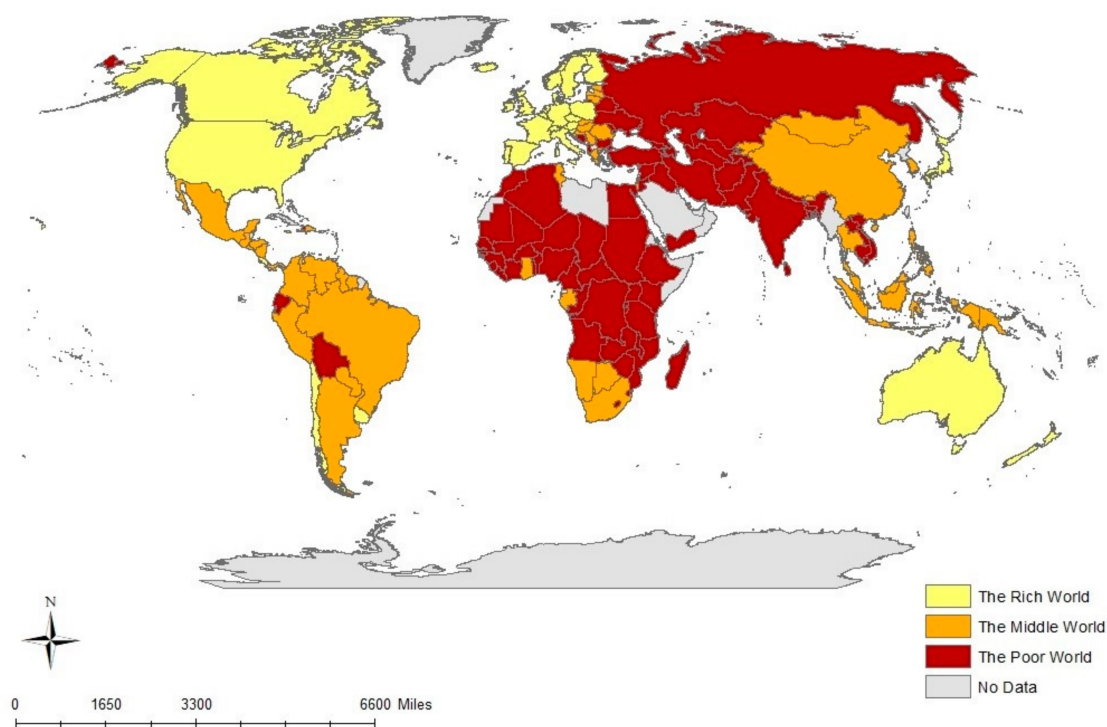 The Rich World
The Middle World
The Poor World
No Data
N
0 1650 3300 6600 Miles